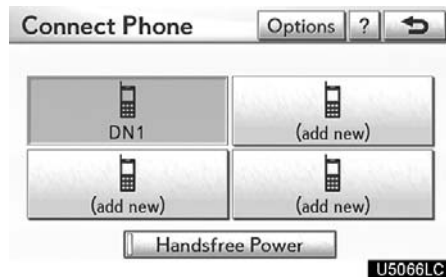 Connect Phone Options ?
DN1 (add new)
(add new) (add new)
Handsfree Power
U5066LC